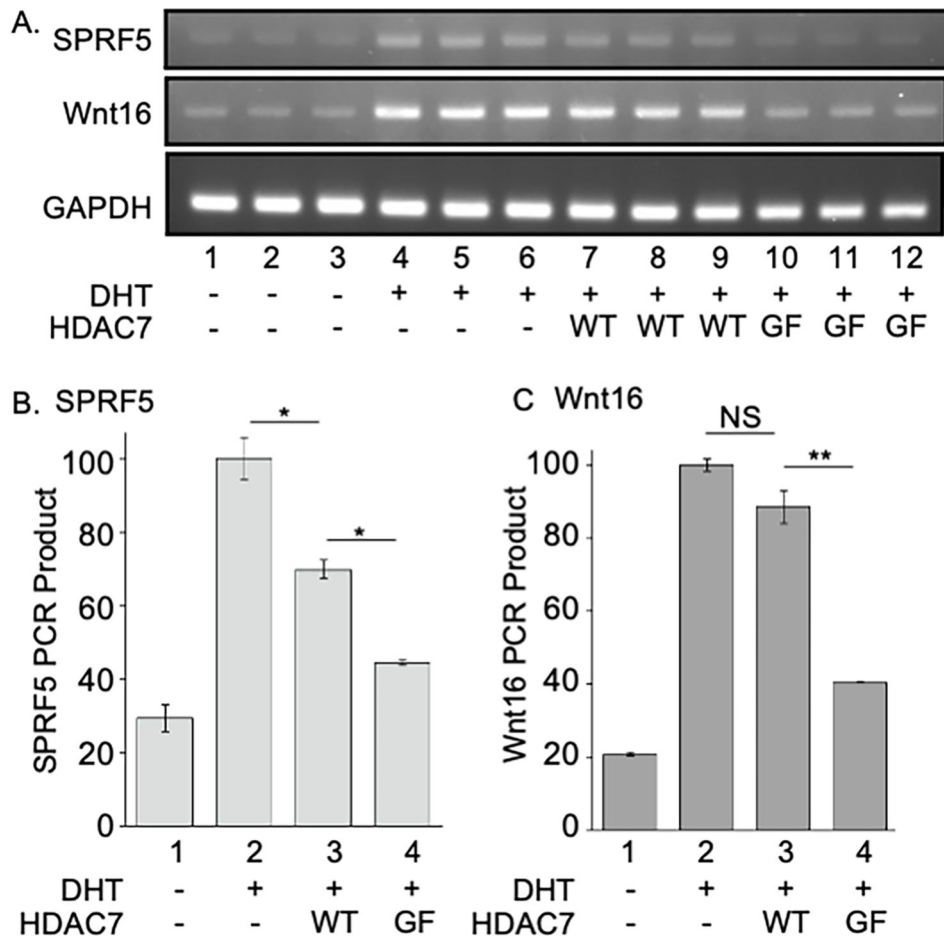 A.
SPRF5
Wnt16
GAPDH
1 2 3 4 5 6 7 8 9 10 11 12
DHT - - - + + + + + + + + +
HDAC7 - - - - - - WT WT WT GF GF GF
B. SPRF5
*
*
SPRF5 PCR Product
100
80
60
40
20
0
1 2 3 4
DHT - + + +
HDAC7 - - WT GF
C Wnt16
NS
**
Wnt16 PCR Product
100
80
60
40
20
0
1 2 3 4
DHT - + + +
HDAC7 - - WT GF